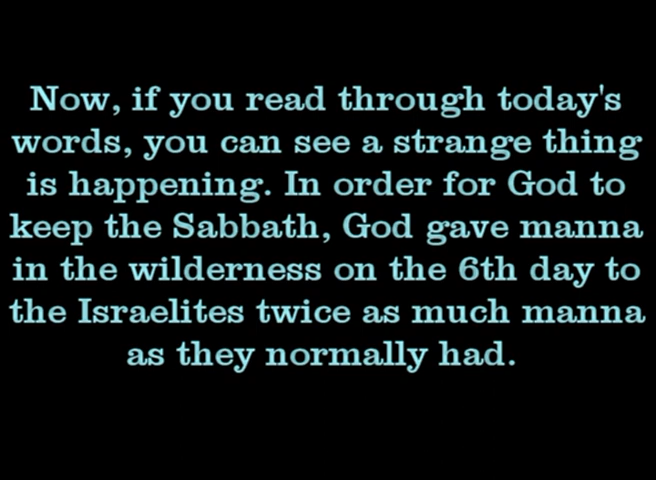 Now, if you read through today's
words, you can see a strange thing
is happening. In order for God to
keep the Sabbath, God gave manna
in the wilderness on the 6th day to
the Israelites twice as much manna
as they normally had.